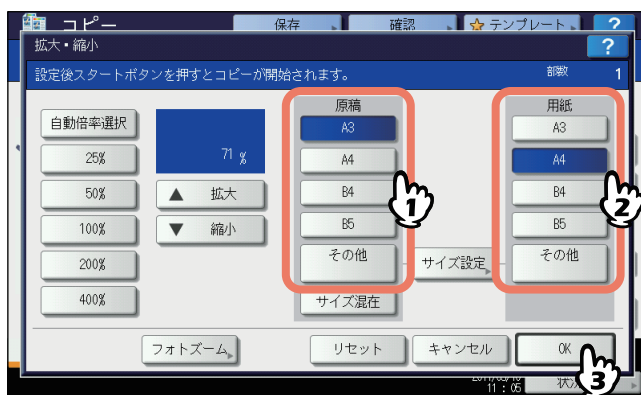 コピー
保存
確認
テンプレート
?
拡大・縮小
?
設定後スタートボタンを押すとコピーが開始されます。
部数 1
原稿
用紙
自動倍率選択
A3
A3
25%
71 %
A4
A4
1
2
50%
▲ 拡大
B4
B4
100%
▼ 縮小
B5
B5
200%
その他
サイズ設定
その他
400%
サイズ混在
フォトズーム
リセット
キャンセル
OK
3
11:05